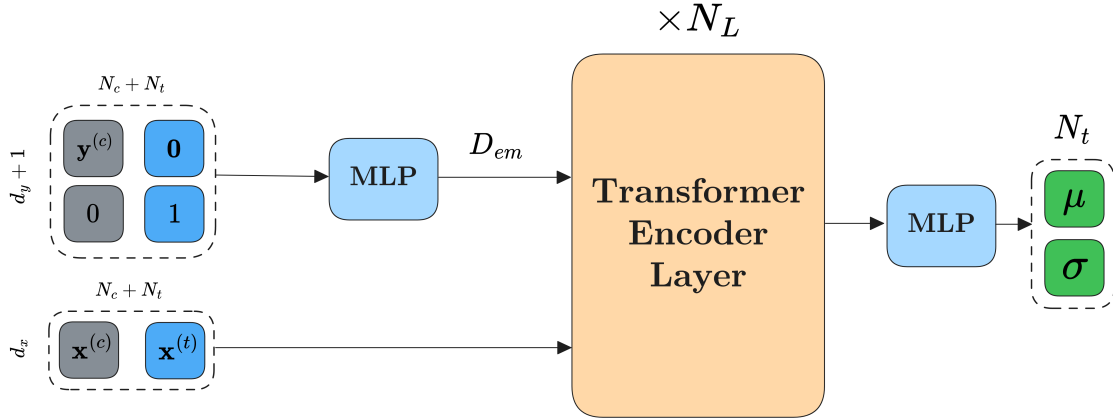 × N_L
N_c + N_t
d_y + 1
y^(c) 0
0 1
MLP
D_em
Transformer
Encoder
Layer
MLP
N_t
μ
σ
N_c + N_t
d_x
x^(c) x^(t)